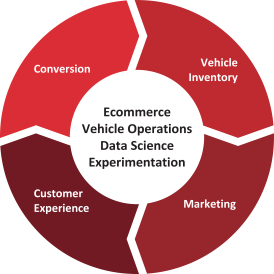 Conversion
Vehicle
Inventory
Ecommerce
Vehicle Operations
Data Science
Experimentation
Customer
Experience
Marketing